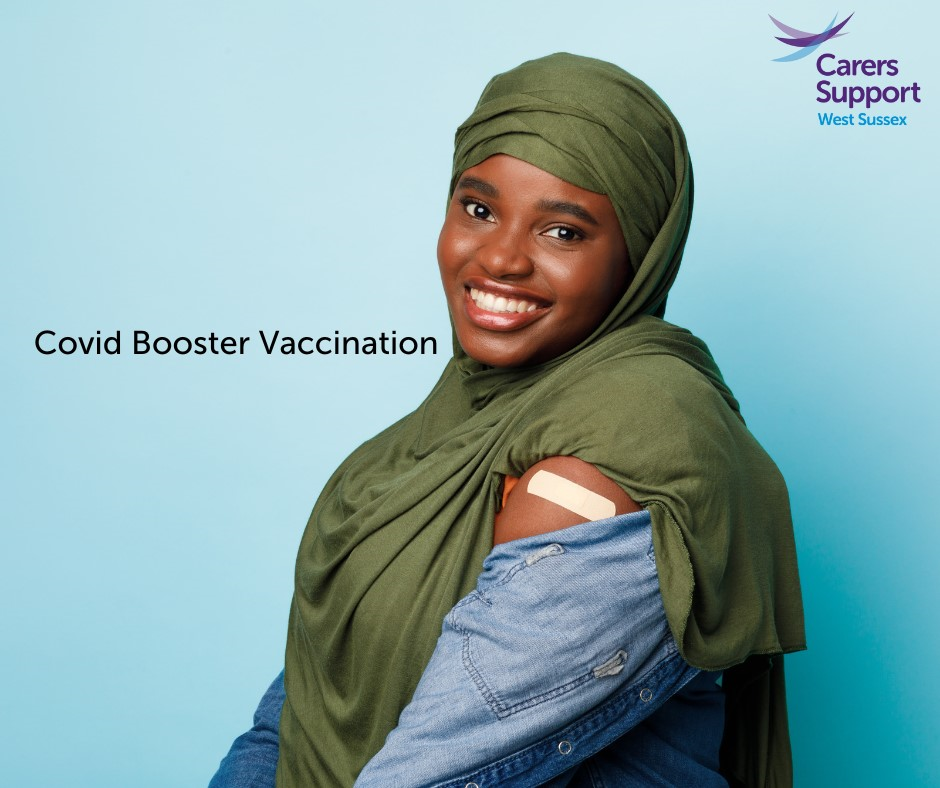 Carers
Support
West Sussex
Covid Booster Vaccination